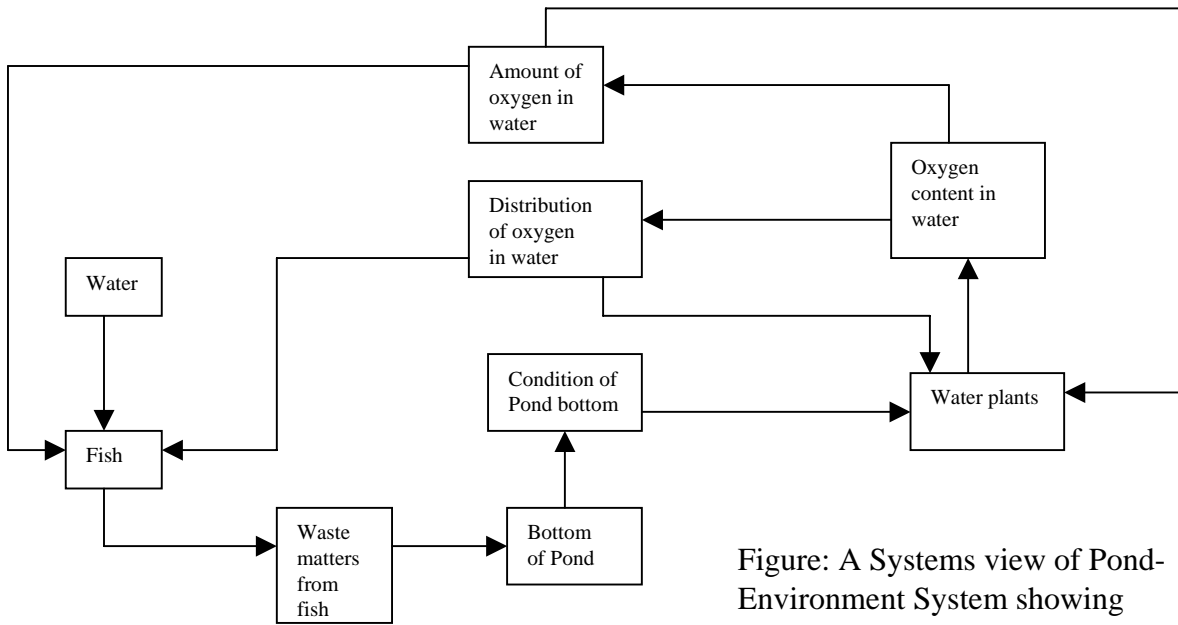 Amount of
oxygen in
water
Oxygen
content in
water
Distribution
of oxygen
in water
Water
Condition of
Pond bottom
Water plants
Fish
Waste
matters
from
fish
Bottom
of Pond
Figure: A Systems view of Pond-
Environment System showing